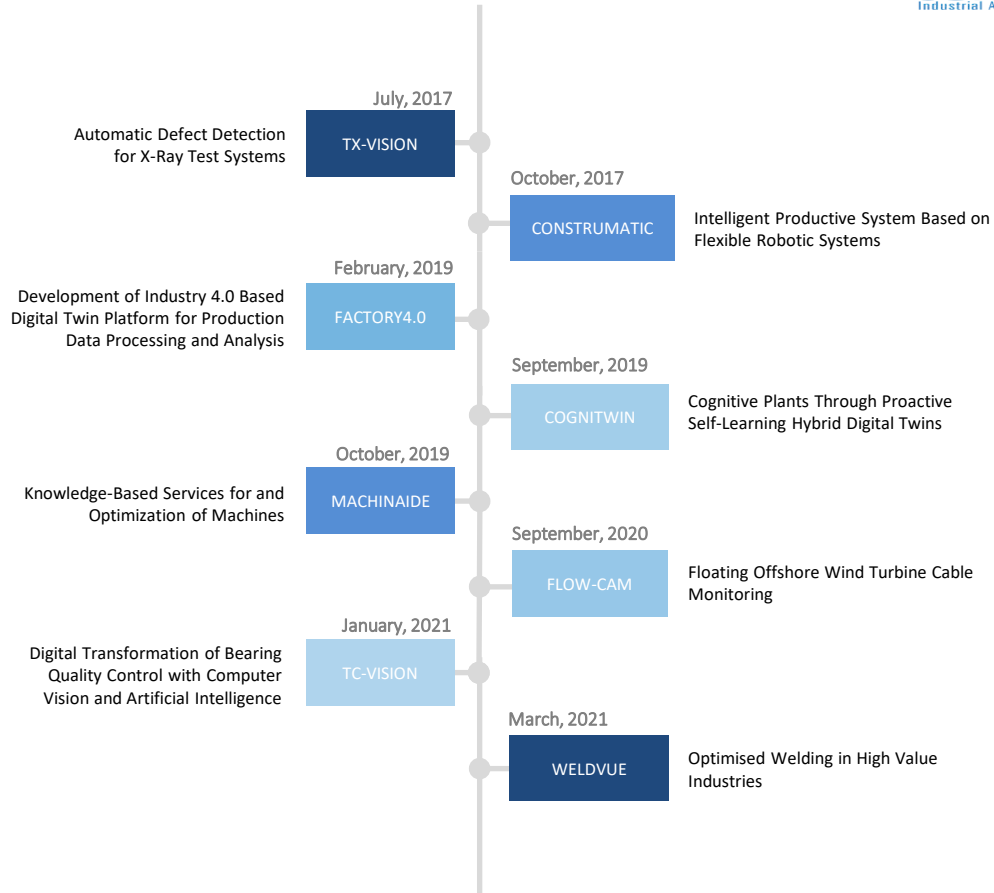 Industrial A
July, 2017
Automatic Defect Detection
for X-Ray Test Systems
TX-VISION
October, 2017
CONSTRUMATIC
Intelligent Productive System Based on
Flexible Robotic Systems
February, 2019
Development of Industry 4.0 Based
Digital Twin Platform for Production
Data Processing and Analysis
FACTORY4.0
September, 2019
COGNITWIN
Cognitive Plants Through Proactive
Self-Learning Hybrid Digital Twins
October, 2019
Knowledge-Based Services for and
Optimization of Machines
MACHINAIDE
September, 2020
FLOW-CAM
Floating Offshore Wind Turbine Cable
Monitoring
January, 2021
Digital Transformation of Bearing
Quality Control with Computer
Vision and Artificial Intelligence
TC-VISION
March, 2021
WELDVUE
Optimised Welding in High Value
Industries